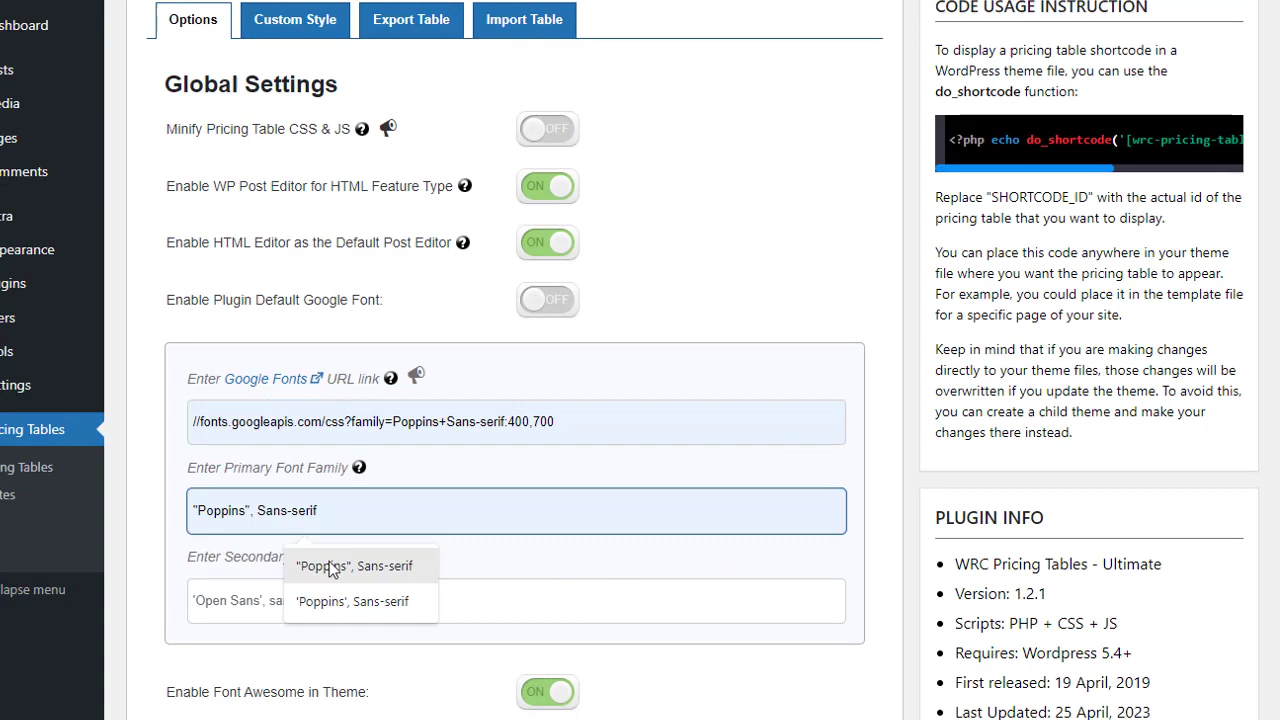 shboard
sts
edia
ges
mments
tra
pearance
gins
ers
ols
ttings
cing Tables
ng Tables
tes
lapse menu
Options
Custom Style
Export Table
Import Table
Global Settings
Minify Pricing Table CSS & JS
OFF
Enable WP Post Editor for HTML Feature Type
ON
Enable HTML Editor as the Default Post Editor
ON
Enable Plugin Default Google Font:
OFF
Enter Google Fonts URL link
//fonts.googleapis.com/css?family=Poppins+Sans-serif:400,700
Enter Primary Font Family
"Poppins", Sans-serif
Enter Secondar
"Poppins", Sans-serif
'Open Sans', sa
'Poppins', Sans-serif
Enable Font Awesome in Theme:
ON
CODE USAGE INSTRUCTION
To display a pricing table shortcode in a
WordPress theme file, you can use the
do_shortcode function:
<?php echo do_shortcode('[wrc-pricing-tabl
Replace "SHORTCODE_ID" with the actual id of the
pricing table that you want to display.
You can place this code anywhere in your theme
file where you want the pricing table to appear.
For example, you could place it in the template file
for a specific page of your site.
Keep in mind that if you are making changes
directly to your theme files, those changes will be
overwritten if you update the theme. To avoid this,
you can create a child theme and make your
changes there instead.
PLUGIN INFO
WRC Pricing Tables - Ultimate
Version: 1.2.1
Scripts: PHP + CSS + JS
Requires: Wordpress 5.4+
First released: 19 April, 2019
Last Updated: 25 April, 2023